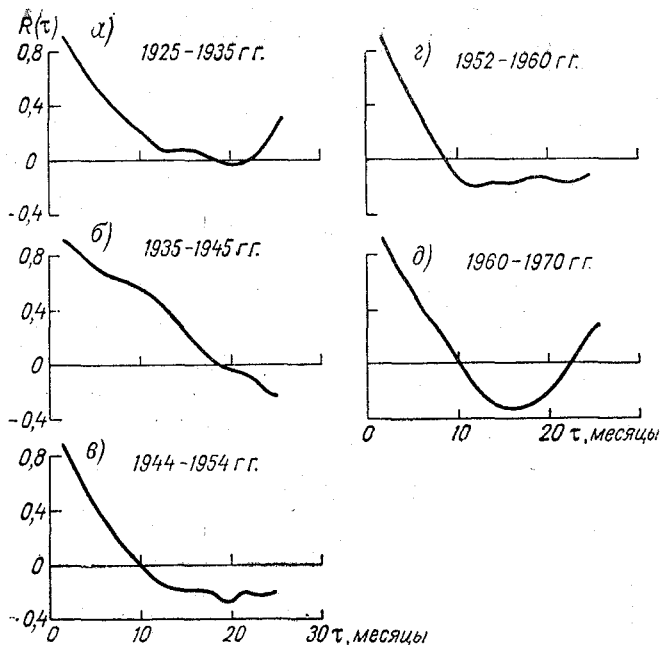 R(τ)
а)
0,8
1925-1935 гг.
0,4
0
-0,4
б)
0,8
1935-1945 гг.
0,4
0
-0,4
в)
0,8
1944-1954 гг.
0,4
0
-0,4
0 10 20 30 τ, месяцы
г)
1952-1960 гг.
д)
1960-1970 гг.
0 10 20 τ, месяцы